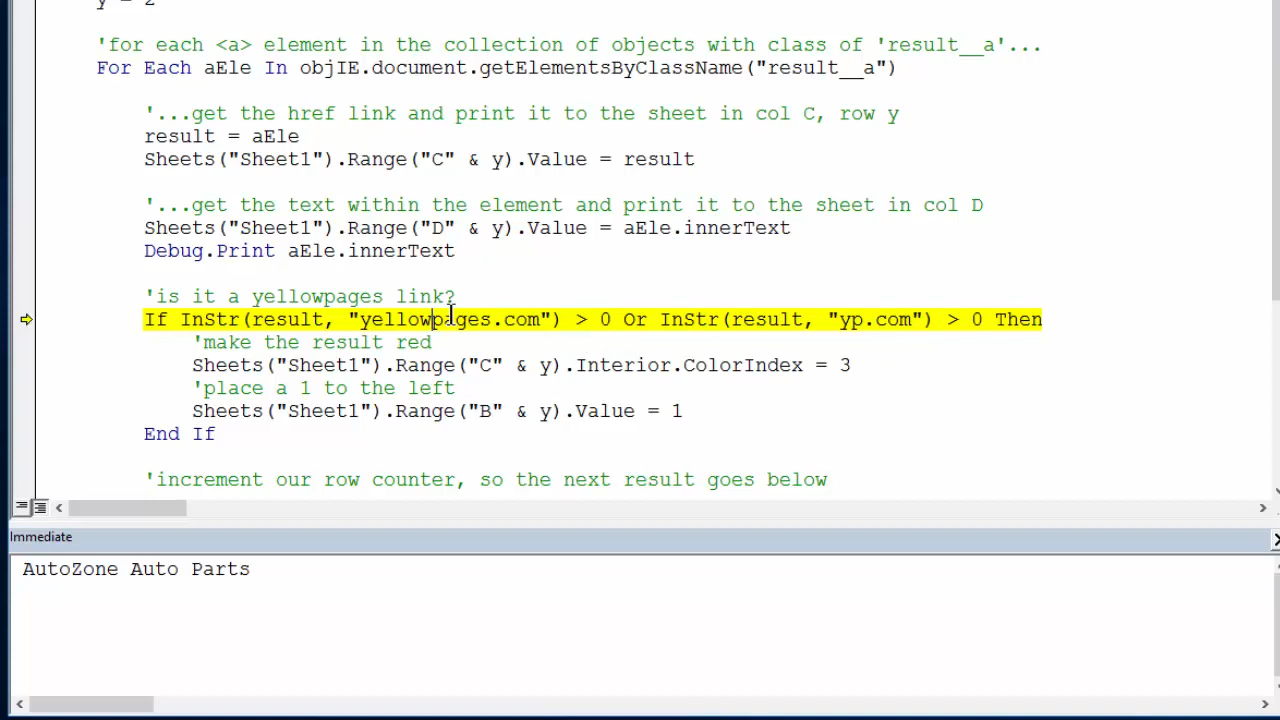 y = 2
'for each <a> element in the collection of objects with class of 'result__a'...
For Each aEle In objIE.document.getElementsByClassName("result__a")
'...get the href link and print it to the sheet in col C, row y
result = aEle
Sheets("Sheet1").Range("C" & y).Value = result
'...get the text within the element and print it to the sheet in col D
Sheets("Sheet1").Range("D" & y).Value = aEle.innerText
Debug.Print aEle.innerText
'is it a yellowpages link?
If InStr(result, "yellowpages.com") > 0 Or InStr(result, "yp.com") > 0 Then
'make the result red
Sheets("Sheet1").Range("C" & y).Interior.ColorIndex = 3
'place a 1 to the left
Sheets("Sheet1").Range("B" & y).Value = 1
End If
'increment our row counter, so the next result goes below
Immediate
AutoZone Auto Parts